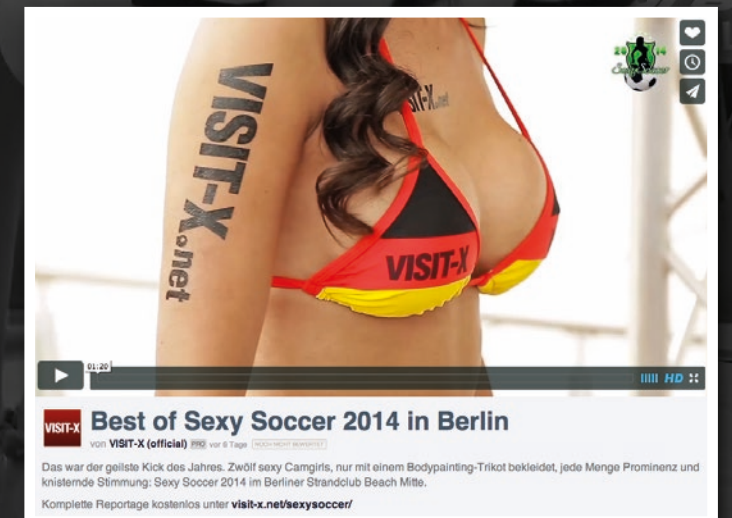 VISIT-X.net
2014
Sexy Soccer
VISIT-X.net
VISIT-X
01:20
HD
VISIT-X
Best of Sexy Soccer 2014 in Berlin
von VISIT-X (official) PRO vor 6 Tage NOCH NICHT BEWERTET
Das war der geilste Kick des Jahres. Zwölf sexy Camgirls, nur mit einem Bodypainting-Trikot bekleidet, jede Menge Prominenz und
knisternde Stimmung: Sexy Soccer 2014 im Berliner Strandclub Beach Mitte.
Komplette Reportage kostenlos unter visit-x.net/sexysoccer/